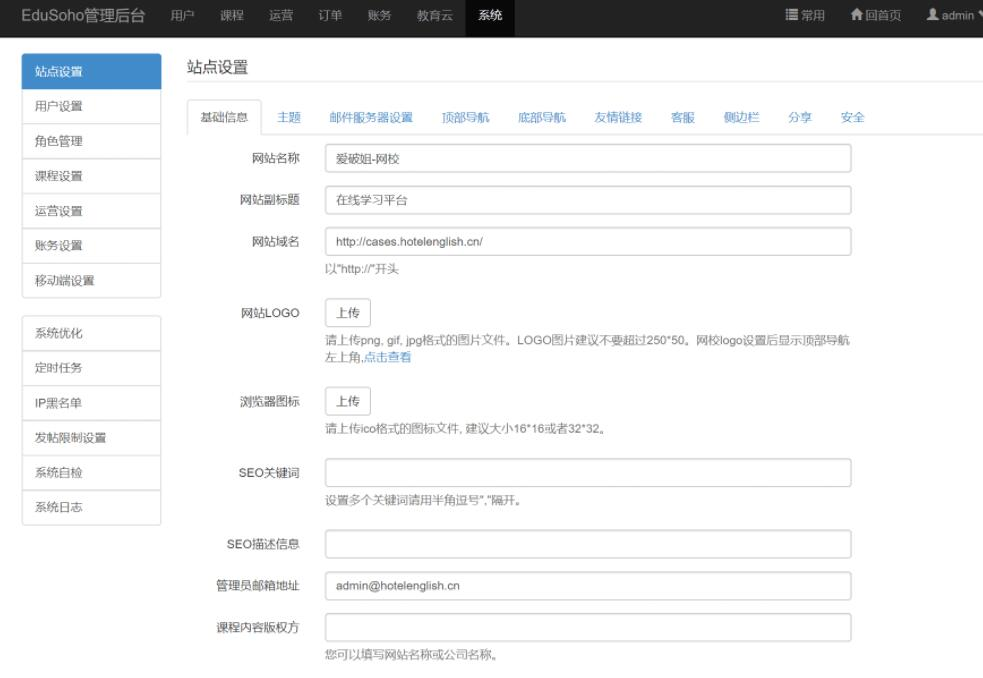 EduSoho管理后台 用户 课程 运营 订单 账务 教育云 系统 常用 回首页 admin
站点设置
用户设置
角色管理
课程设置
运营设置
账务设置
移动端设置
系统优化
定时任务
IP黑名单
发帖限制设置
系统自检
系统日志
站点设置
基础信息 主题 邮件服务器设置 顶部导航 底部导航 友情链接 客服 侧边栏 分享 安全
网站名称 爱破姐-网校
网站副标题 在线学习平台
网站域名 http://cases.hotelenglish.cn/
以"http://"开头
网站LOGO 上传
请上传png, gif, jpg格式的图片文件。LOGO图片建议不要超过250*50。网校logo设置后显示顶部导航
左上角,点击查看
浏览器图标 上传
请上传ico格式的图标文件, 建议大小16*16或者32*32。
SEO关键词
设置多个关键词请用半角逗号","隔开。
SEO描述信息
管理员邮箱地址 admin@hotelenglish.cn
课程内容版权方
您可以填写网站名称或公司名称。